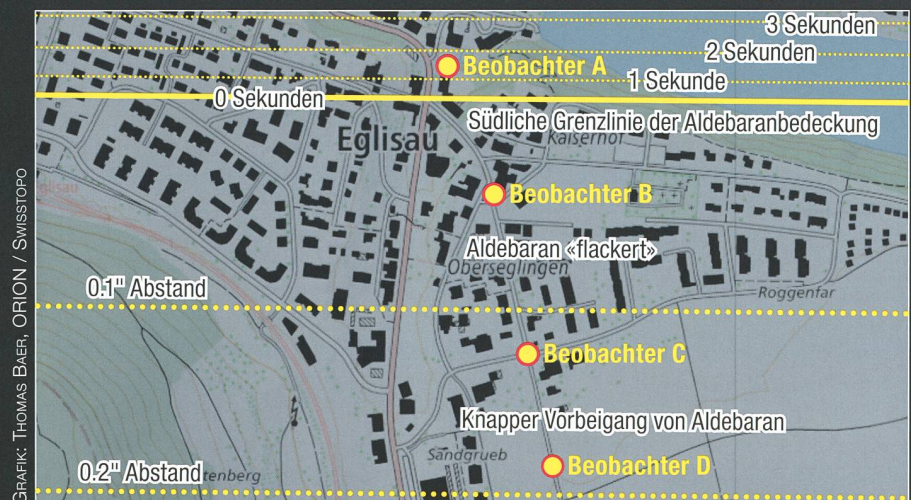 3 Sekunden
2 Sekunden
Beobachter A
1 Sekunde
0 Sekunden
Südliche Grenzlinie der Aldebaranbedeckung
Eglisau
Kaiserhof
glisau
Beobachter B
Aldebaran «flackert»
Oberseglingen
0.1" Abstand
Roggenfar
Beobachter C
Knapper Vorbeigang von Aldebaran
Sandgrueb
0.2" Abstand
tenberg
Beobachter D
GRAFIK: THOMAS BAER, ORION / SWISSTOPO